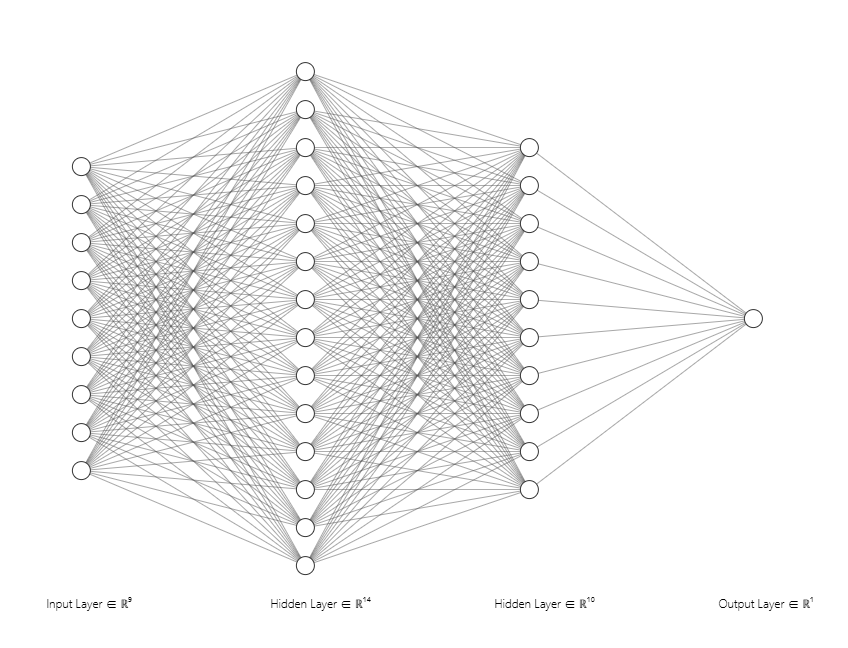 Input Layer ∈ ℝ⁹
Hidden Layer ∈ ℝ¹⁴
Hidden Layer ∈ ℝ¹⁰
Output Layer ∈ ℝ¹